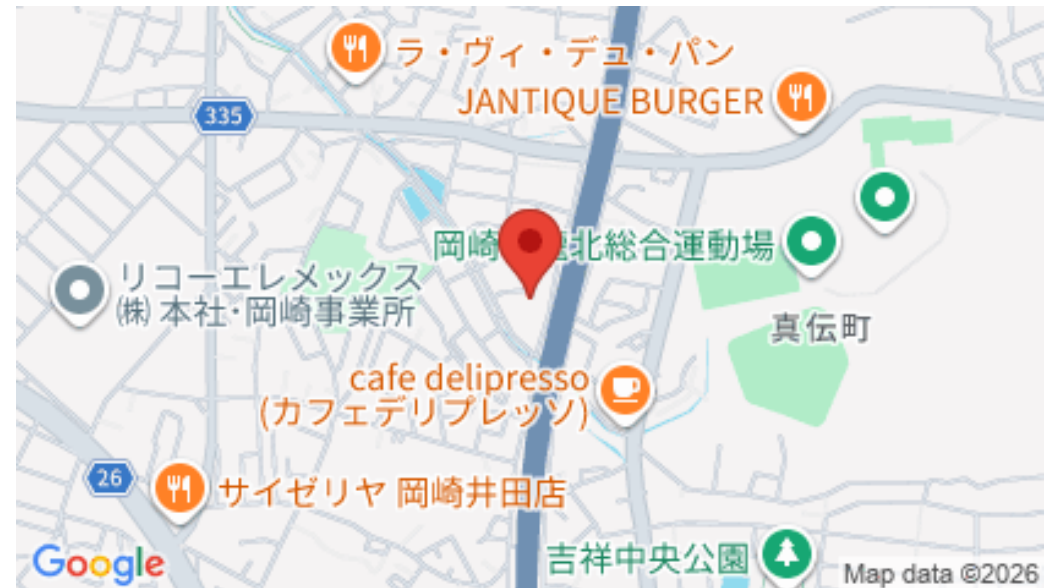 ラ・ヴィ・デュ・パン
JANTIQUE BURGER
335
岡崎
北総合運動場
リコーエレメックス
㈱本社・岡崎事業所
真伝町
cafe delipresso
(カフェデリプレッソ)
26
サイゼリヤ 岡崎井田店
吉祥中央公園
Google
Map data ©2026